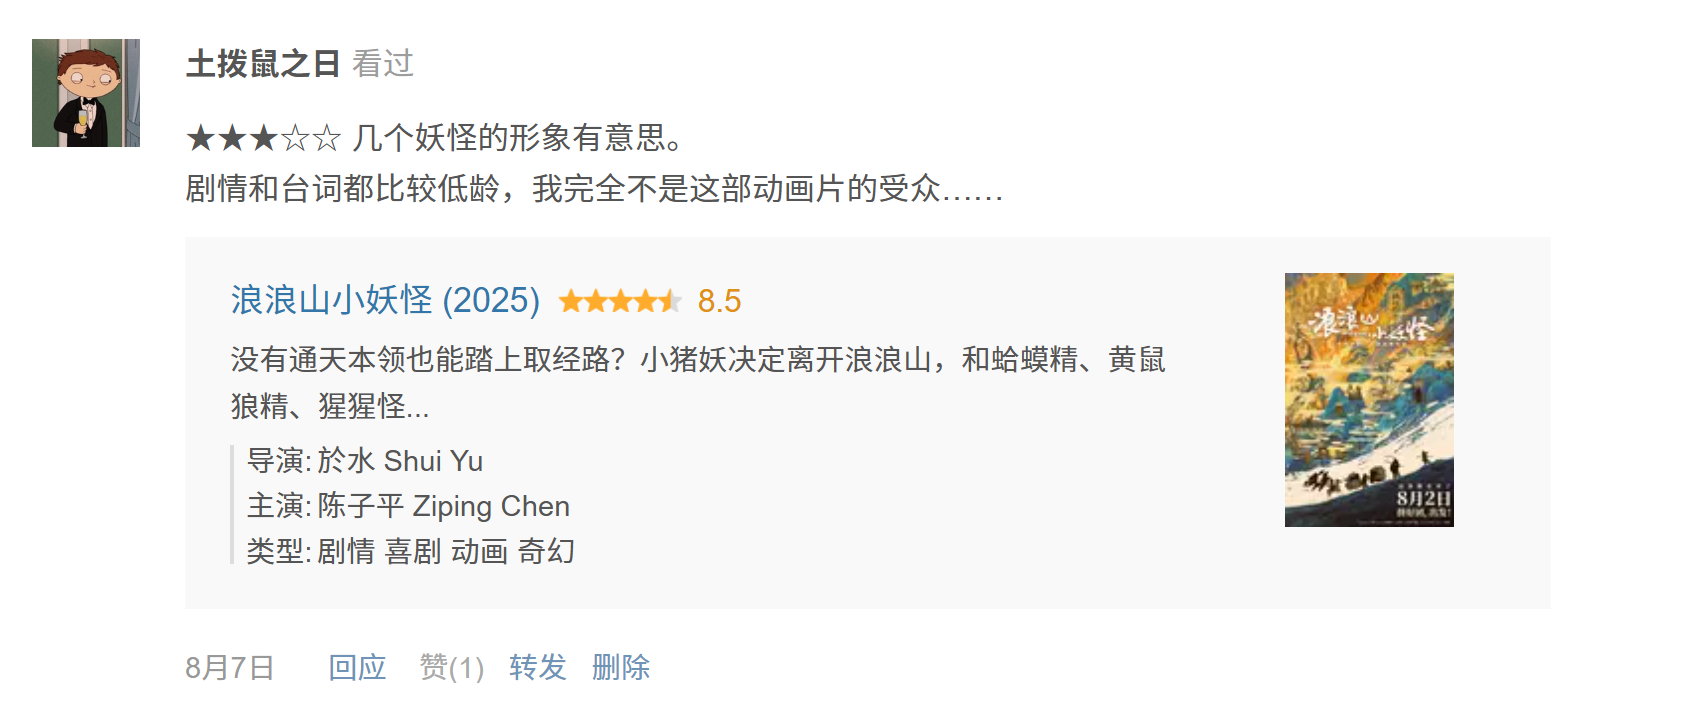 土拨鼠之日 看过
★★★☆☆ 几个妖怪的形象有意思。
剧情和台词都比较低龄，我完全不是这部动画片的受众……
浪浪山小妖怪 (2025) 8.5
没有通天本领也能踏上取经路？小猪妖决定离开浪浪山，和蛤蟆精、黄鼠
狼精、猩猩怪...
导演: 於水 Shui Yu
主演: 陈子平 Ziping Chen
类型: 剧情 喜剧 动画 奇幻
浪浪山
小妖怪
8月2日
8月7日 回应 赞(1) 转发 删除